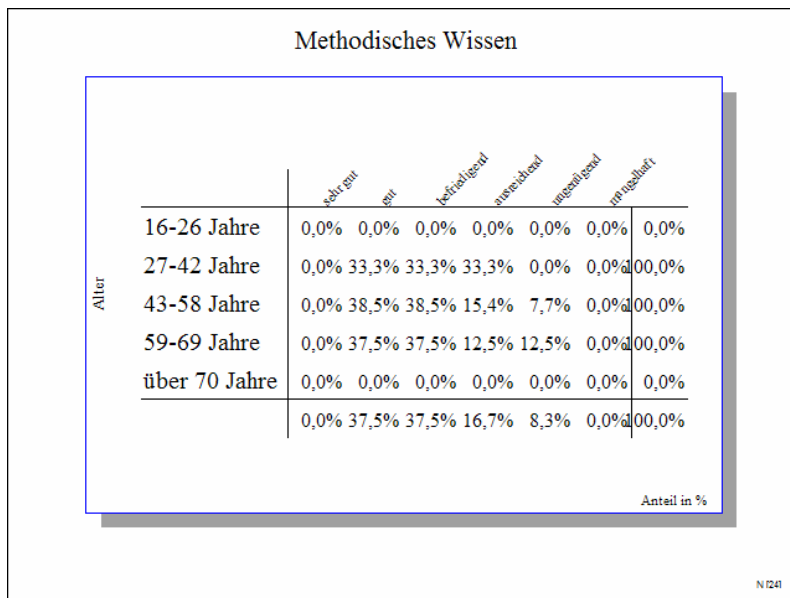 Methodisches Wissen
sehr gut gut befriedigend ausreichend ungenügend mangelhaft
16-26 Jahre 0,0% 0,0% 0,0% 0,0% 0,0% 0,0% 0,0%
27-42 Jahre 0,0% 33,3% 33,3% 33,3% 0,0% 0,0% 100,0%
Alter
43-58 Jahre 0,0% 38,5% 38,5% 15,4% 7,7% 0,0% 100,0%
59-69 Jahre 0,0% 37,5% 37,5% 12,5% 12,5% 0,0% 100,0%
über 70 Jahre 0,0% 0,0% 0,0% 0,0% 0,0% 0,0% 0,0%
0,0% 37,5% 37,5% 16,7% 8,3% 0,0% 100,0%
Anteil in %